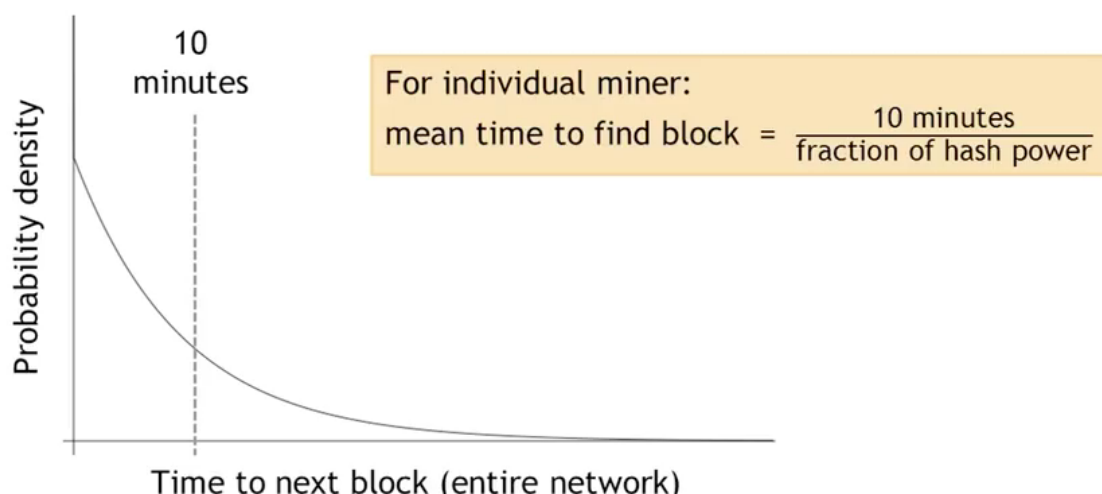 10
minutes
For individual miner:
mean time to find block = 10 minutes
fraction of hash power
Probability density
Time to next block (entire network)